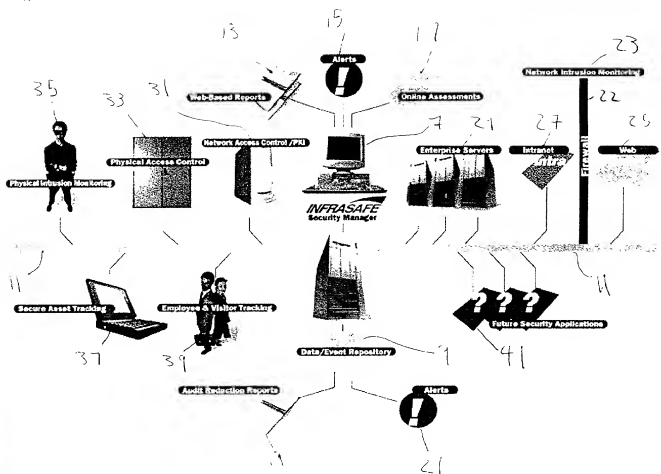 13
15
17
23
Alerts
Network Intrusion Monitoring
Web-Based Reports
Online Assessments
35
33
31
7
27
22
25
Network Access Control /PKI
Enterprise Servers
Intranet
Web
Physical Access Control
Firewall
Physical Intrusion Monitoring
INFRASAFE
Security Manager
11
11
Secure Asset Tracking
Employee & Visitor Tracking
Future Security Applications
37
39
9
41
Data/Event Repository
Audit Reduction Reports
Alerts
21